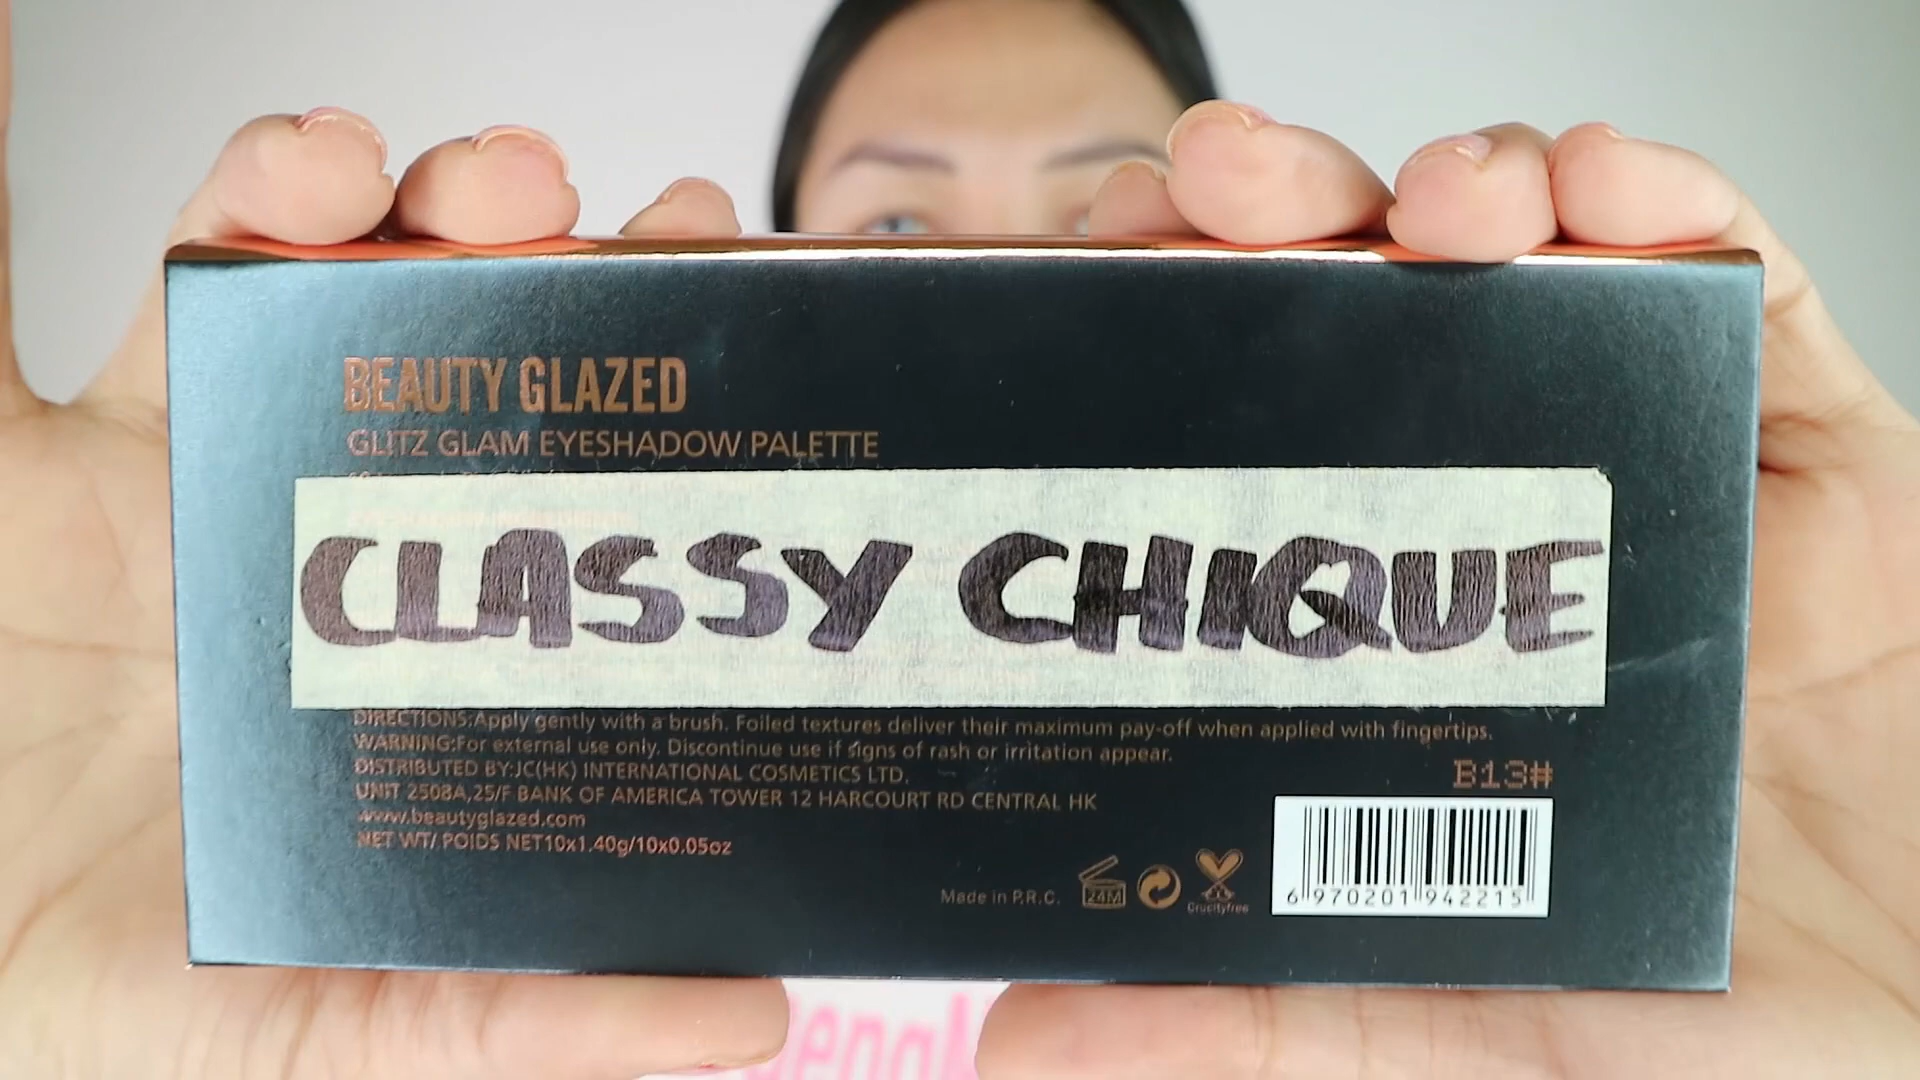 BEAUTY GLAZED
GLITZ GLAM EYESHADOW PALETTE
CLASSY CHIQUE
DIRECTIONS:Apply gently with a brush. Foiled textures deliver their maximum pay-off when applied with fingertips.
WARNING:For external use only. Discontinue use if signs of rash or irritation appear.
DISTRIBUTED BY:JC(HK) INTERNATIONAL COSMETICS LTD.
UNIT 2508A,25/F BANK OF AMERICA TOWER 12 HARCOURT RD CENTRAL HK
www.beautyglazed.com
NET WT/ POIDS NET10x1.40g/10x0.05oz
B13#
Made in P.R.C.
24M
Crucityfree
6 970201 942215